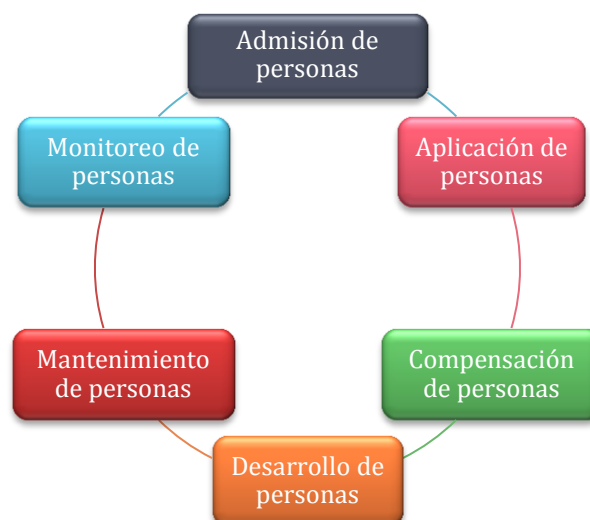 Admisión de
personas
Aplicación de
personas
Compensación
de personas
Desarrollo de
personas
Mantenimiento
de personas
Monitoreo de
personas